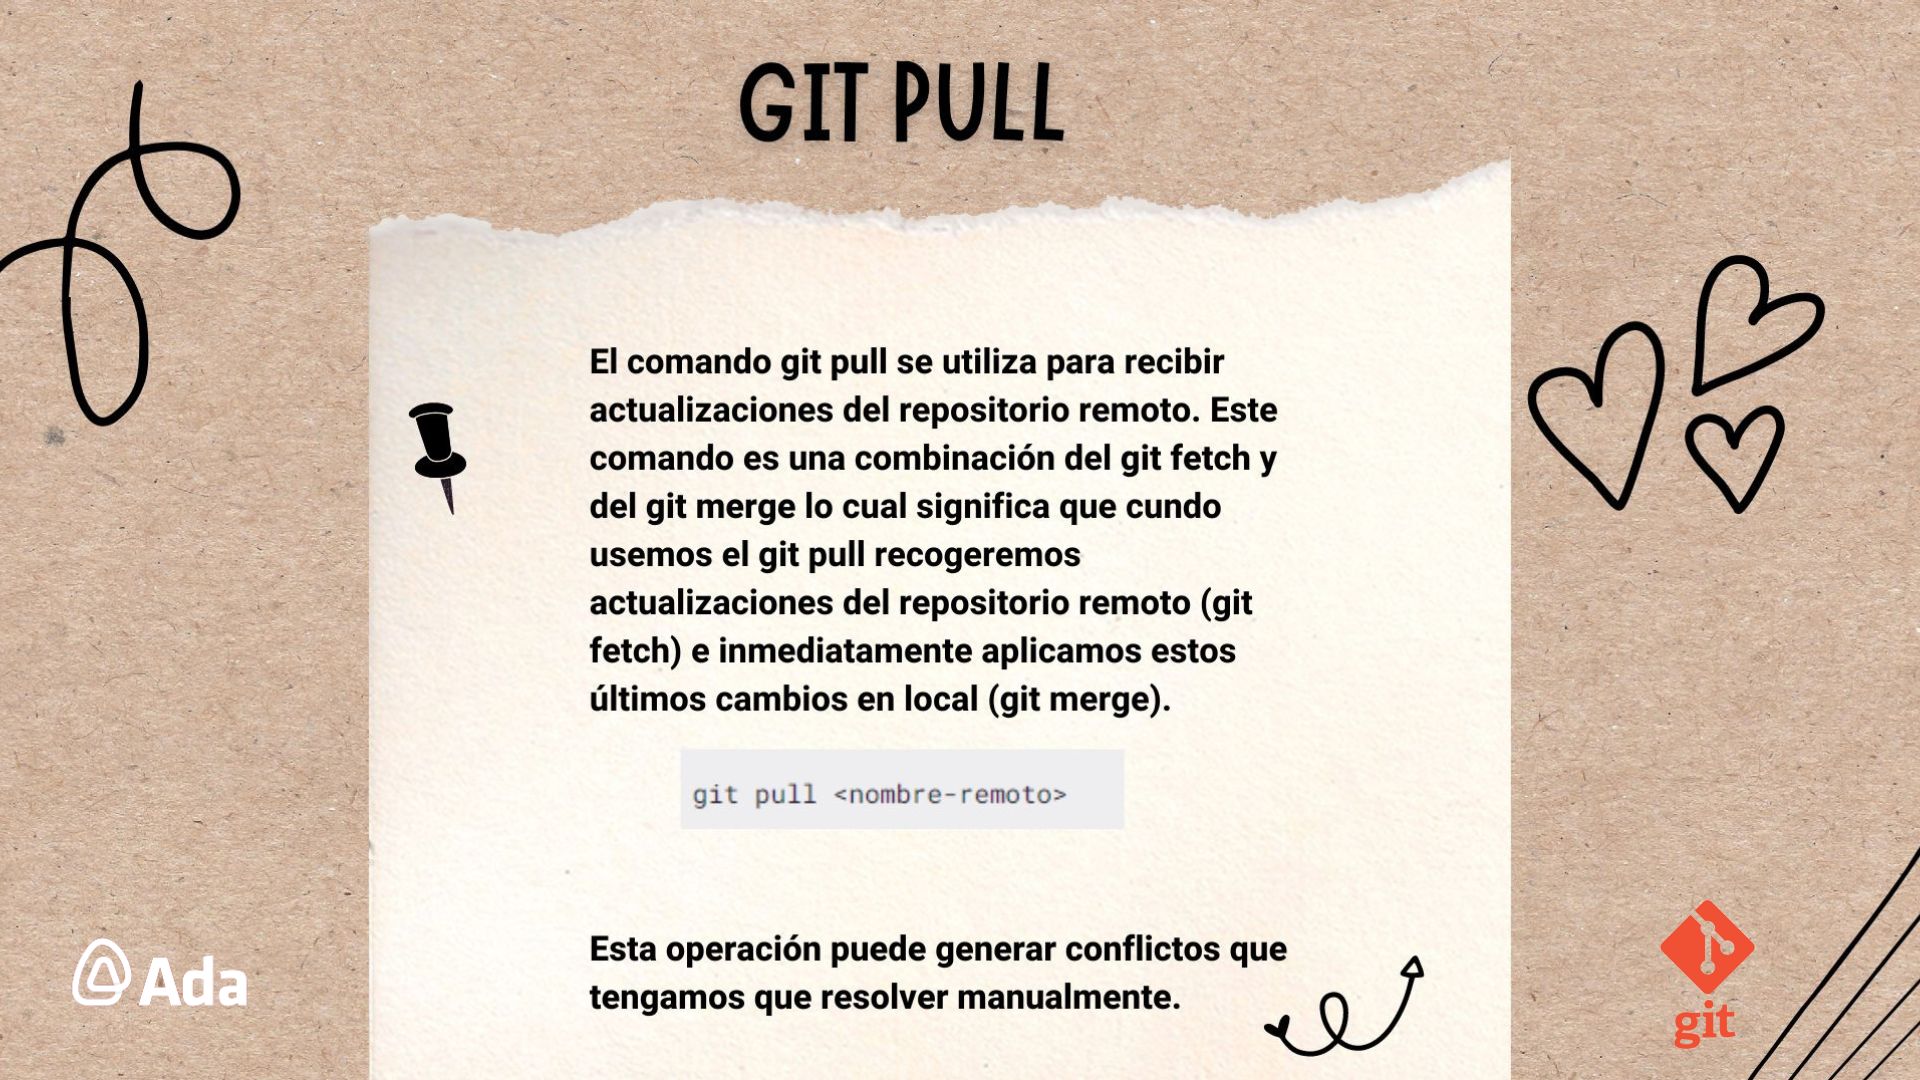 GIT PULL
El comando git pull se utiliza para recibir
actualizaciones del repositorio remoto. Este
comando es una combinación del git fetch y
del git merge lo cual significa que cundo
usemos el git pull recogeremos
actualizaciones del repositorio remoto (git
fetch) e inmediatamente aplicamos estos
últimos cambios en local (git merge).
git pull <nombre-remoto>
Esta operación puede generar conflictos que
tengamos que resolver manualmente.
Ada
git